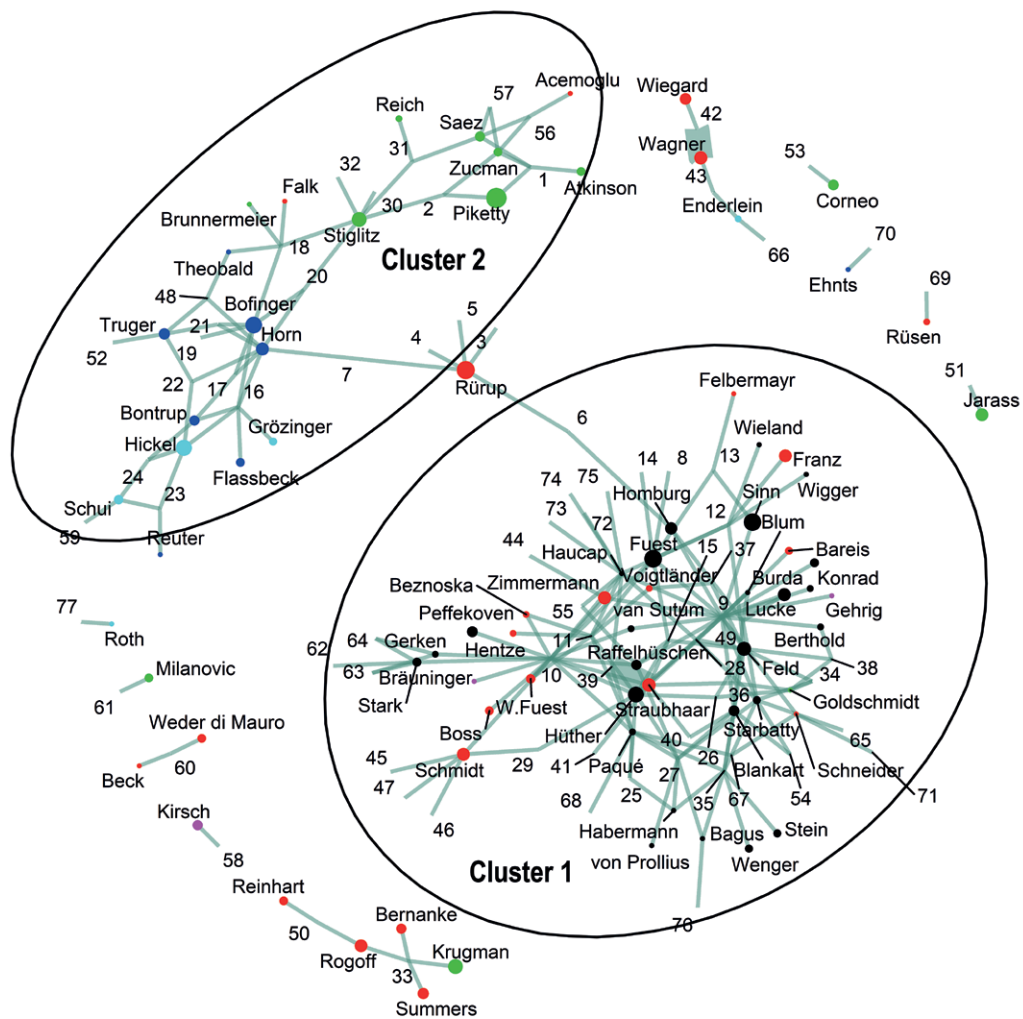 57
Acemoglu
Reich
Saez
56
Wiegard
42
Wagner
43
32
31
Zucman
1
Atkinson
53
Corneo
Falk
30
2
Piketty
Enderlein
66
Brunnermeier
Stiglitz
18
Cluster 2
70
Ehnts
Theobald
20
48
Bofinger
69
Truger
21
Horn
5
4
3
Rüsen
52
19
7
Rürup
51
Jarass
22
17
16
Felbermayr
Bontrup
Grözinger
6
Wieland
Hickel
Flassbeck
24
23
Schui
59
Reuter
74
75
14
8
13
Franz
Homburg
Sinn
Wigger
73
72
12
Blum
44
Haucap
Fuest
15
37
Bareis
Zimmermann
Voigtländer
Burda
Konrad
Beznoska
55
van Suntum
9
Lucke
Gehrig
77
Roth
Peffekoven
11
49
Berthold
62
64
Gerken
Hentze
Raffelhüschen
28
Feld
38
Milanovic
63
Bräuninger
10
39
34
61
Stark
W.Fuest
Straubhaar
36
Goldschmidt
Weder di Mauro
Boss
Hüther
40
Starbatty
65
Beck
60
45
Schmidt
29
41
Paqué
26
Blankart
Schneider
47
27
71
Kirsch
46
68
25
35
67
54
58
Habermann
Bagus
Stein
Cluster 1
von Prollius
Wenger
Reinhart
76
50
Bernanke
Rogoff
Krugman
33
Summers